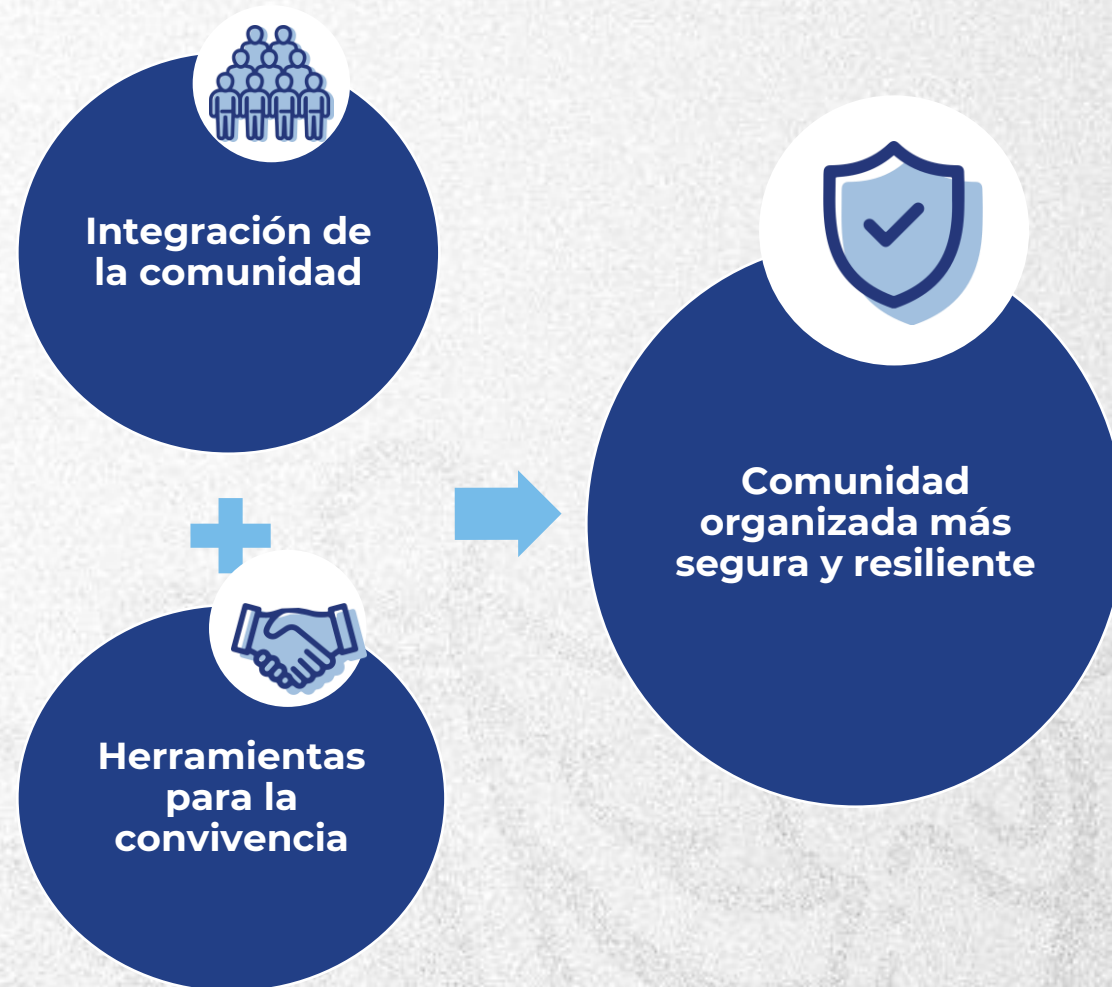 Integración de
la comunidad
Herramientas
para la
convivencia
Comunidad
organizada más
segura y resiliente